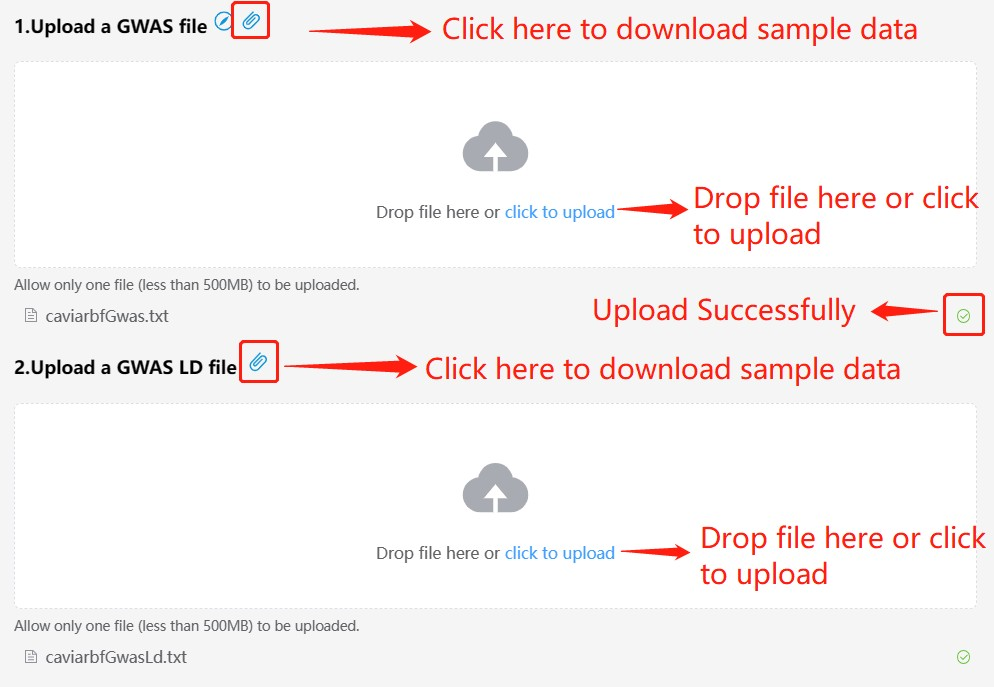 1.Upload a GWAS file
Click here to download sample data
Drop file here or click to upload
Drop file here or click
to upload
Allow only one file (less than 500MB) to be uploaded.
caviarbfGwas.txt
Upload Successfully
2.Upload a GWAS LD file
Click here to download sample data
Drop file here or click to upload
Drop file here or click
to upload
Allow only one file (less than 500MB) to be uploaded.
caviarbfGwasLd.txt